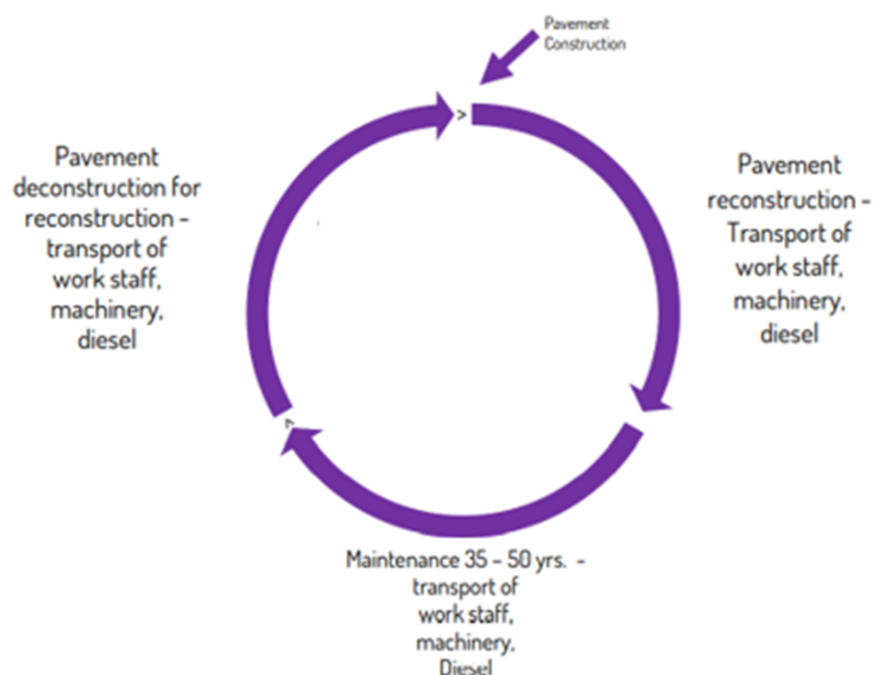 Pavement
Construction
>
Pavement
deconstruction for
reconstruction –
transport of
work staff,
machinery,
diesel
Pavement
reconstruction –
Transport of
work staff,
machinery,
diesel
>
Maintenance 35 – 50 yrs. –
transport of
work staff,
machinery,
Diesel